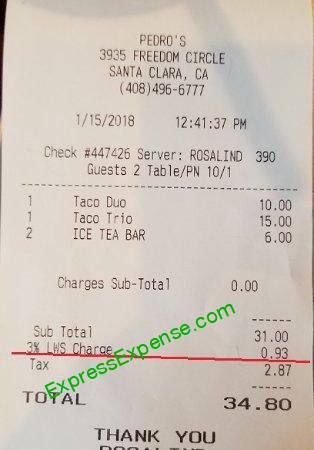 PEDRO'S
3935 FREEDOM CIRCLE
SANTA CLARA, CA
(408)496-6777
1/15/2018 12:41:37 PM
Check #447426 Server: ROSALIND 390
Guests 2 Table/PN 10/1
1 Taco Duo 10.00
1 Taco Trio 15.00
2 ICE TEA BAR 6.00
Charges Sub-Total 0.00
Sub Total 31.00
3% LWS Charge 0.93
Tax 2.87
TOTAL 34.80
THANK YOU
ExpressExpense.com